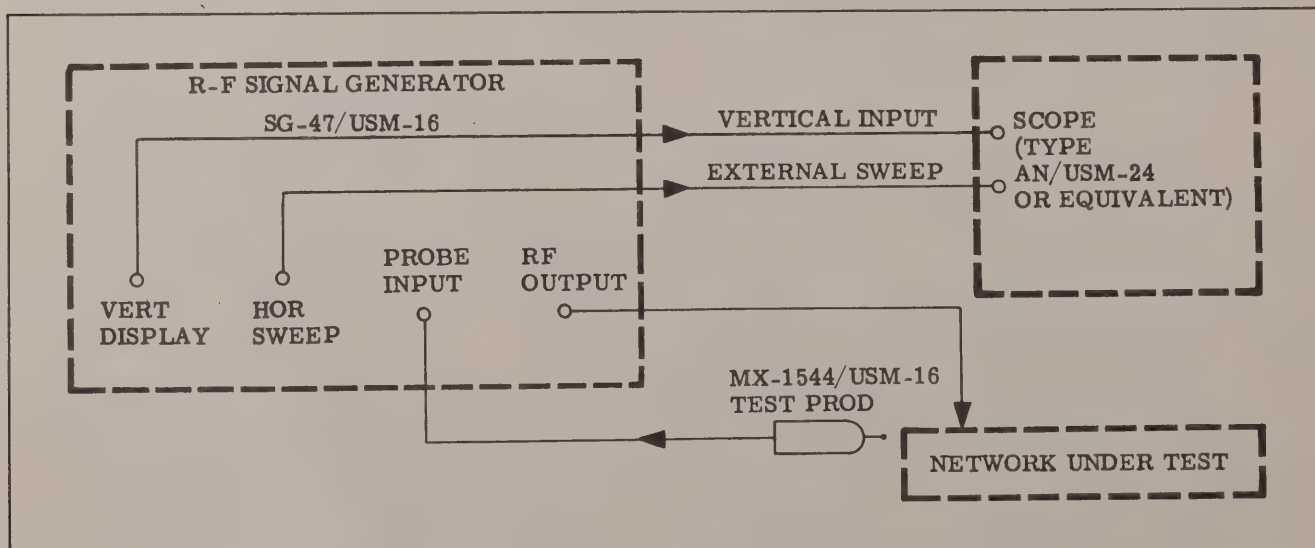 R-F SIGNAL GENERATOR
SG-47/USM-16
VERTICAL INPUT
EXTERNAL SWEEP
SCOPE
(TYPE
AN/USM-24
OR EQUIVALENT)
VERT
DISPLAY
HOR
SWEEP
PROBE
INPUT
RF
OUTPUT
MX-1544/USM-16
TEST PROD
NETWORK UNDER TEST